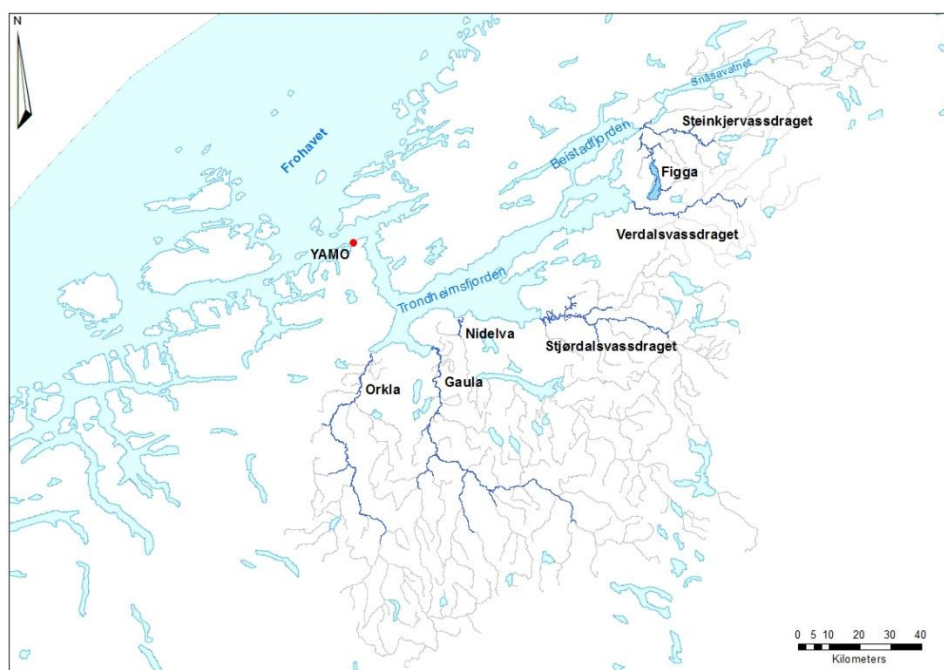 N
Snåsavatnet
Steinkjervassdraget
Beistadfjorden
Frohavet
Figga
Verdalsvassdraget
YAMO
Trondheimsfjorden
Nidelva
Stjørdalsvassdraget
Orkla
Gaula
0 5 10 20 30 40
Kilometers